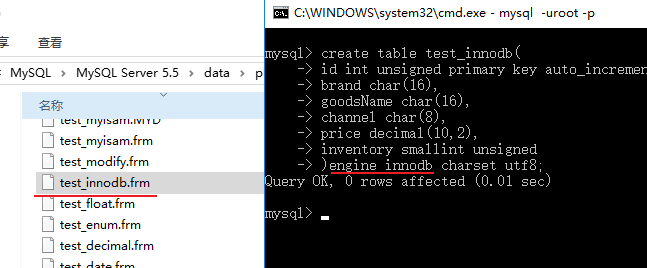 享
查看
MySQL
MySQL Server 5.5
data
名称
test_myisam.MYD
test_myisam.frm
test_modify.frm
test_innodb.frm
test_float.frm
test_enum.frm
test_decimal.frm
test_date.frm
C:\WINDOWS\system32\cmd.exe - mysql -uroot -p
mysql> create table test_innodb(
-> id int unsigned primary key auto_incremen
-> brand char(16),
-> goodsName char(16),
-> channel char(8),
-> price decimal(10,2),
-> inventory smallint unsigned
-> )engine innodb charset utf8;
Query OK, 0 rows affected (0.01 sec)
mysql>